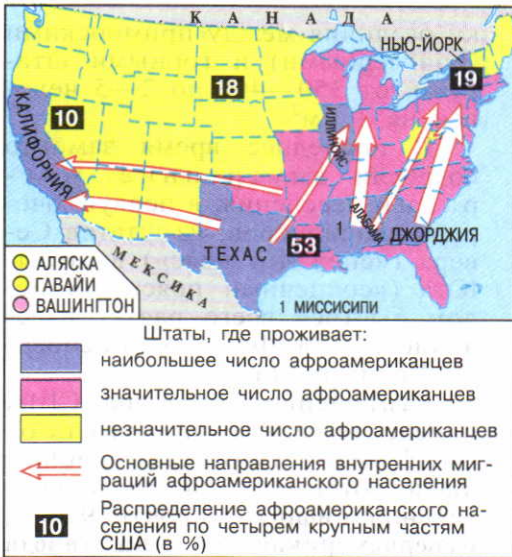 КАНАДА
НЬЮ-ЙОРК
19
18
10
КАЛИФОРНИЯ
ИЛЛИНОЙС
1
АЛАБАМА
ДЖОРДЖИЯ
ТЕХАС
53
МЕКСИКА
1 МИССИСИПИ
АЛЯСКА
ГАВАЙИ
ВАШИНГТОН
Штаты, где проживает:
наибольшее число афроамериканцев
значительное число афроамериканцев
незначительное число афроамериканцев
Основные направления внутренних миг-
раций афроамериканского населения
10 Распределение афроамериканского на-
селения по четырем крупным частям
США (в %)